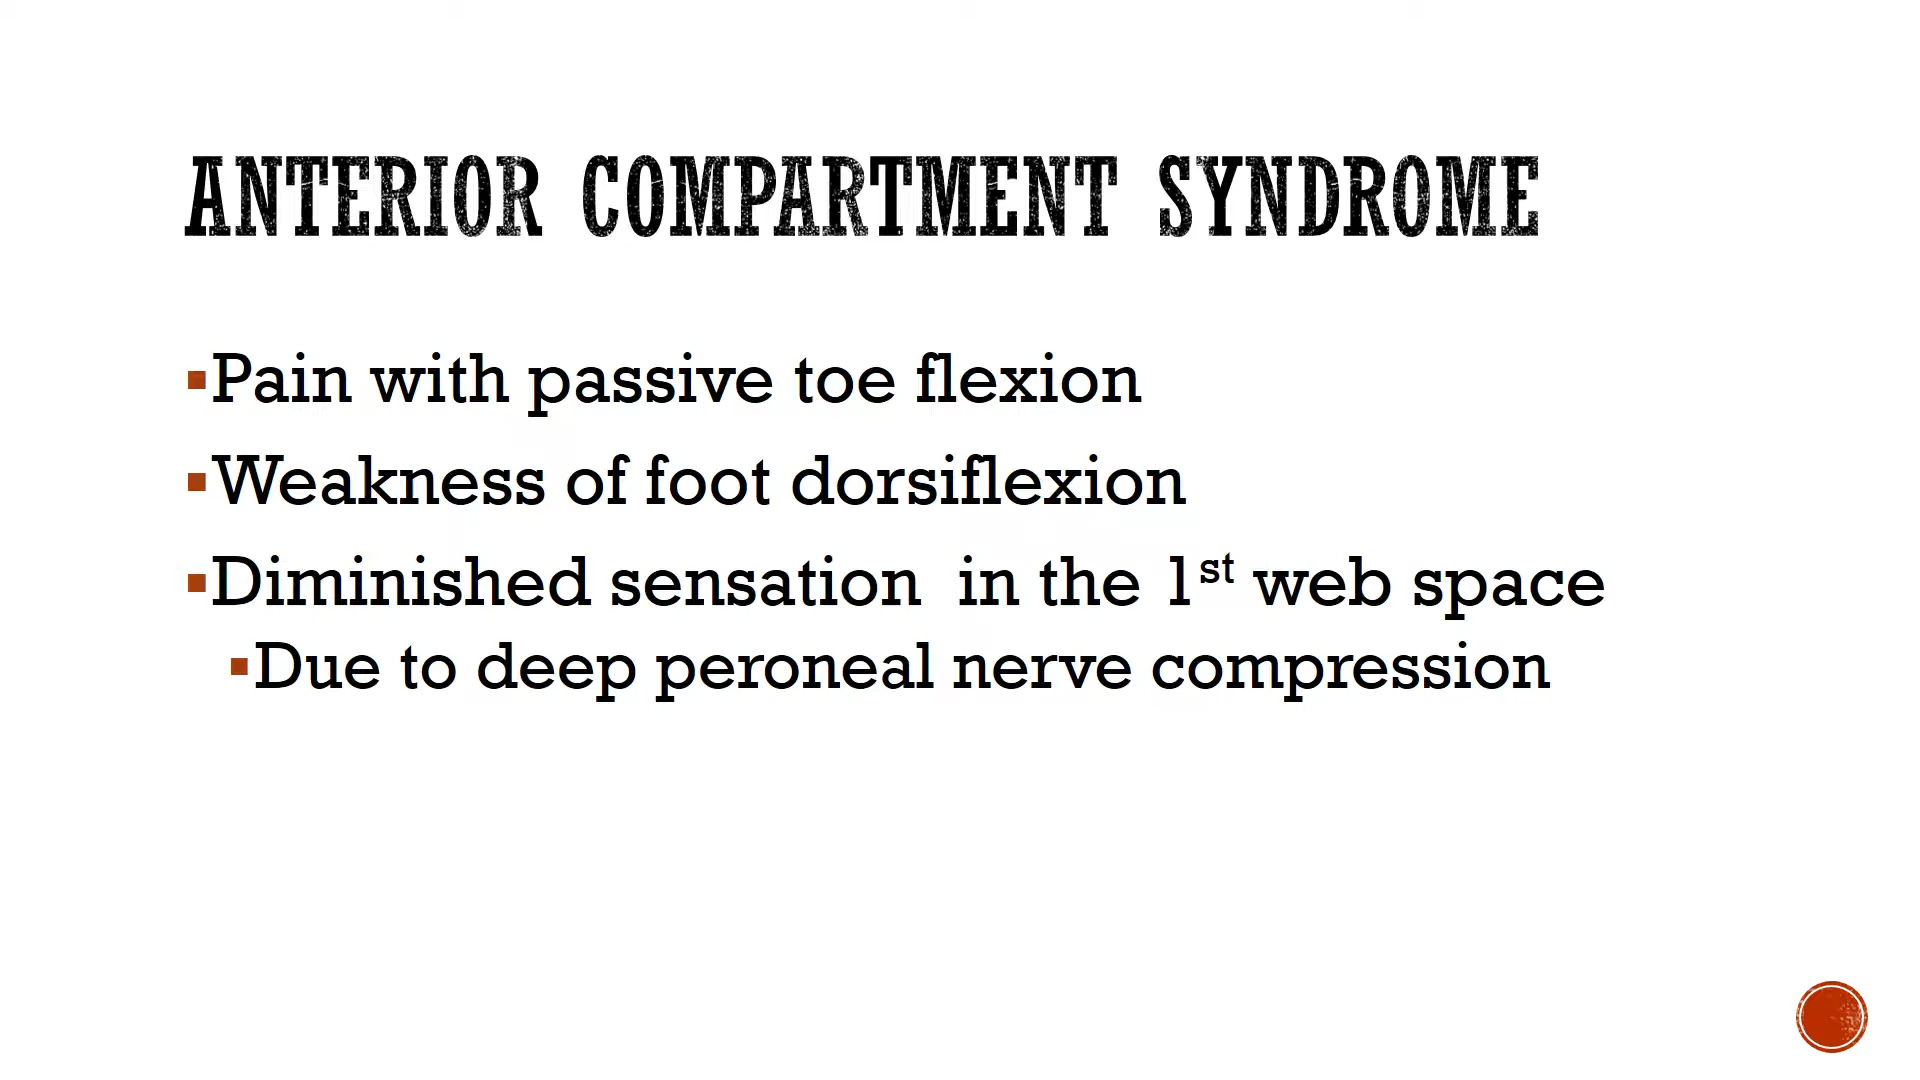 ANTERIOR COMPARTMENT SYNDROME
▪Pain with passive toe flexion
▪Weakness of foot dorsiflexion
▪Diminished sensation  in the 1st web space
▪Due to deep peroneal nerve compression